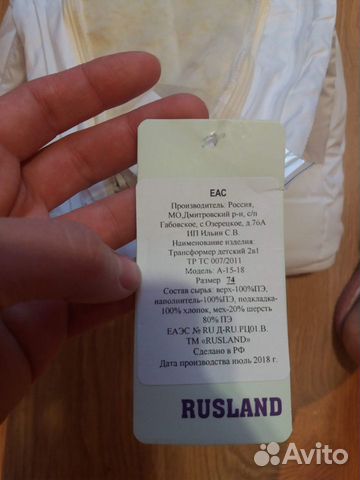 ЕАС
Производитель: Россия,
МО,Дмитровский р-н, с/п
Габовское, с.Озерецкое, д.76А
ИП Ильин С.В.
Наименование изделия:
Трансформер детский 2в1
ТР ТС 007/2011
Модель: А-15-18
Размер 74
Состав сырья: верх-100%ПЭ,
наполнитель-100%ПЭ, подкладка-
100% хлопок, мех-20% шерсть
80% ПЭ
ЕАЭС № RU Д-RU.РЦ01.В.
ТМ «RUSLAND»
Сделано в РФ
Дата производства июль 2018 г.
RUSLAND
Avito